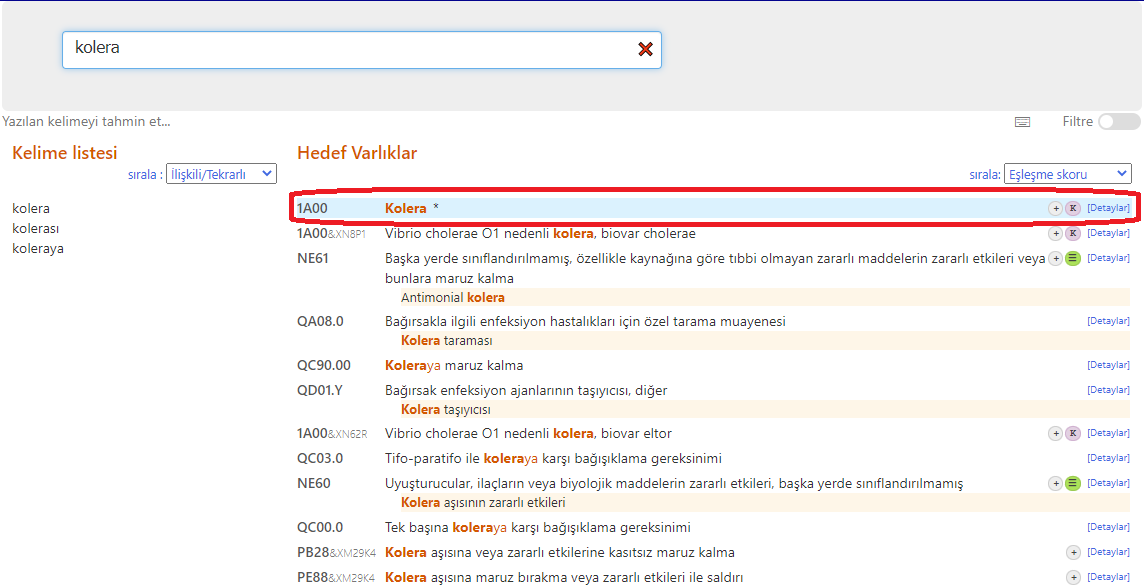 kolera
Yazılan kelimeyi tahmin et...
Filtre
Kelime listesi
sırala : İlişkili/Tekrarlı
kolera
kolerası
koleraya
Hedef Varlıklar
sırala: Eşleşme skoru
1A00 Kolera * + K [Detaylar]
1A00&XN8P1 Vibrio cholerae O1 nedenli kolera, biovar cholerae + K [Detaylar]
NE61 Başka yerde sınıflandırılmamış, özellikle kaynağına göre tıbbi olmayan zararlı maddelerin zararlı etkileri veya + [Detaylar]
bunlara maruz kalma
Antimonial kolera
QA08.0 Bağırsakla ilgili enfeksiyon hastalıkları için özel tarama muayenesi [Detaylar]
Kolera taraması
QC90.00 Koleraya maruz kalma [Detaylar]
QD01.Y Bağırsak enfeksiyon ajanlarının taşıyıcısı, diğer [Detaylar]
Kolera taşıyıcısı
1A00&XN62R Vibrio cholerae O1 nedenli kolera, biovar eltor + K [Detaylar]
QC03.0 Tifo-paratifo ile koleraya karşı bağışıklama gereksinimi [Detaylar]
NE60 Uyuşturucular, ilaçların veya biyolojik maddelerin zararlı etkileri, başka yerde sınıflandırılmamış + [Detaylar]
Kolera aşısının zararlı etkileri
QC00.0 Tek başına koleraya karşı bağışıklama gereksinimi [Detaylar]
PB28&XM29K4 Kolera aşısına veya zararlı etkilerine kasıtsız maruz kalma + [Detaylar]
PE88&XM29K4 Kolera aşısına maruz bırakma veya zararlı etkileri ile saldırı + [Detaylar]